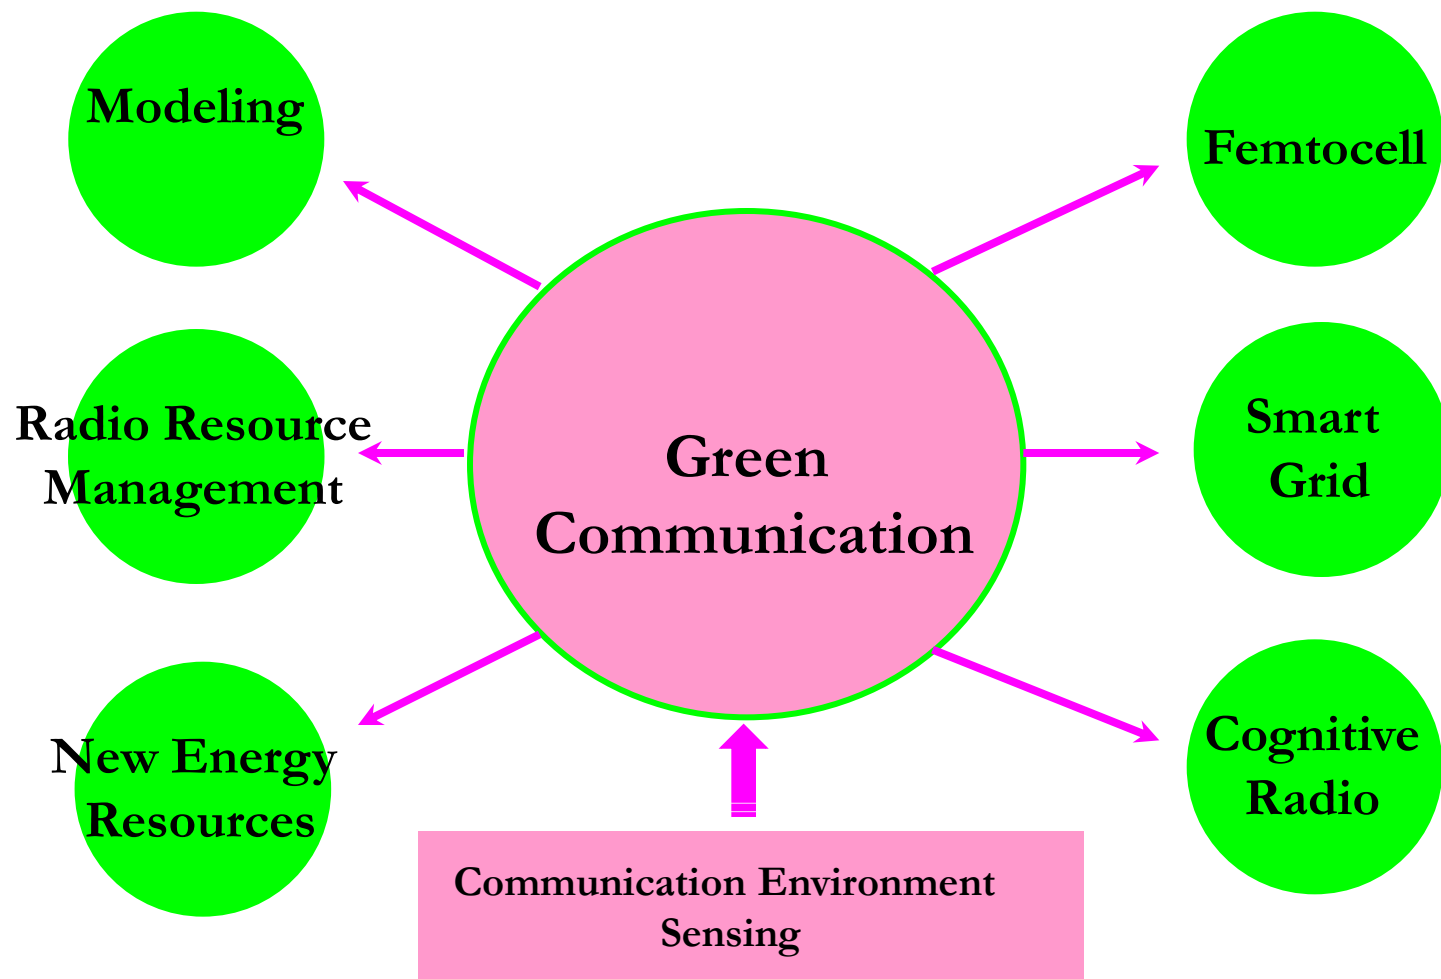 Modeling
Femtocell
Radio Resource
Management
Smart
Grid
Green
Communication
New Energy
Resources
Cognitive
Radio
Communication Environment
Sensing